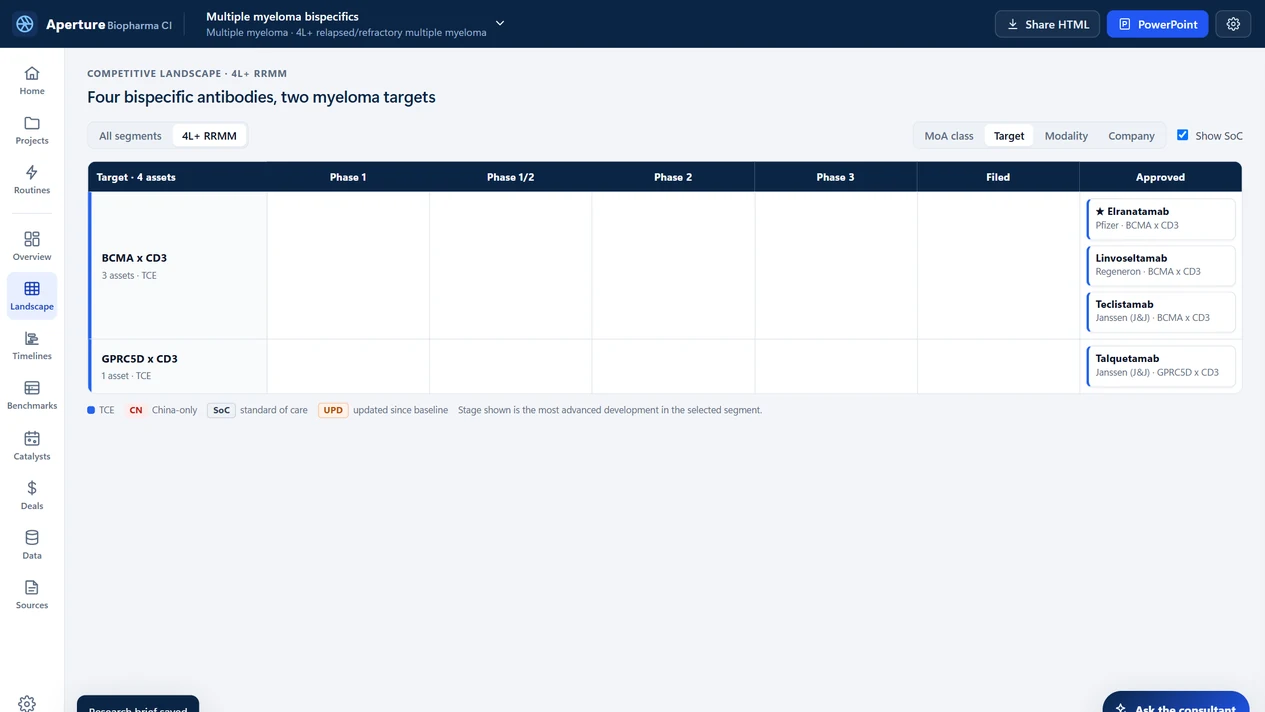 Aperture Biopharma CI
Multiple myeloma bispecifics
Multiple myeloma · 4L+ relapsed/refractory multiple myeloma
Share HTML
PowerPoint
Home
Projects
Routines
Overview
Landscape
Timelines
Benchmarks
Catalysts
Deals
Data
Sources
COMPETITIVE LANDSCAPE · 4L+ RRMM
Four bispecific antibodies, two myeloma targets
All segments 4L+ RRMM
MoA class Target Modality Company Show SoC
Target · 4 assets Phase 1 Phase 1/2 Phase 2 Phase 3 Filed Approved
BCMA x CD3
3 assets · TCE
★ Elranatamab
Pfizer · BCMA x CD3
Linvoseltamab
Regeneron · BCMA x CD3
Teclistamab
Janssen (J&J) · BCMA x CD3
GPRC5D x CD3
1 asset · TCE
Talquetamab
Janssen (J&J) · GPRC5D x CD3
TCE CN China-only SoC standard of care UPD updated since baseline Stage shown is the most advanced development in the selected segment.
Research brief saved
Ask the consultant